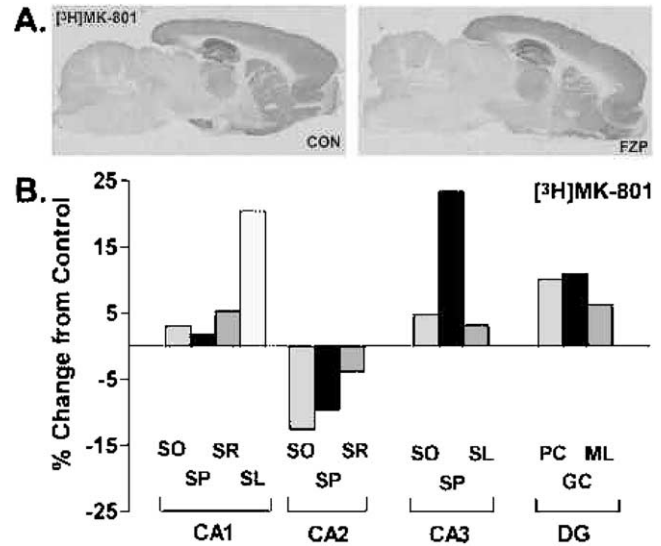 A.
[³H]MK-801
CON
FZP
B.
[³H]MK-801
% Change from Control
25
15
5
-5
-15
-25
SO SR SO SR SO SL PC ML
SP SL SP SP GC
CA1 CA2 CA3 DG